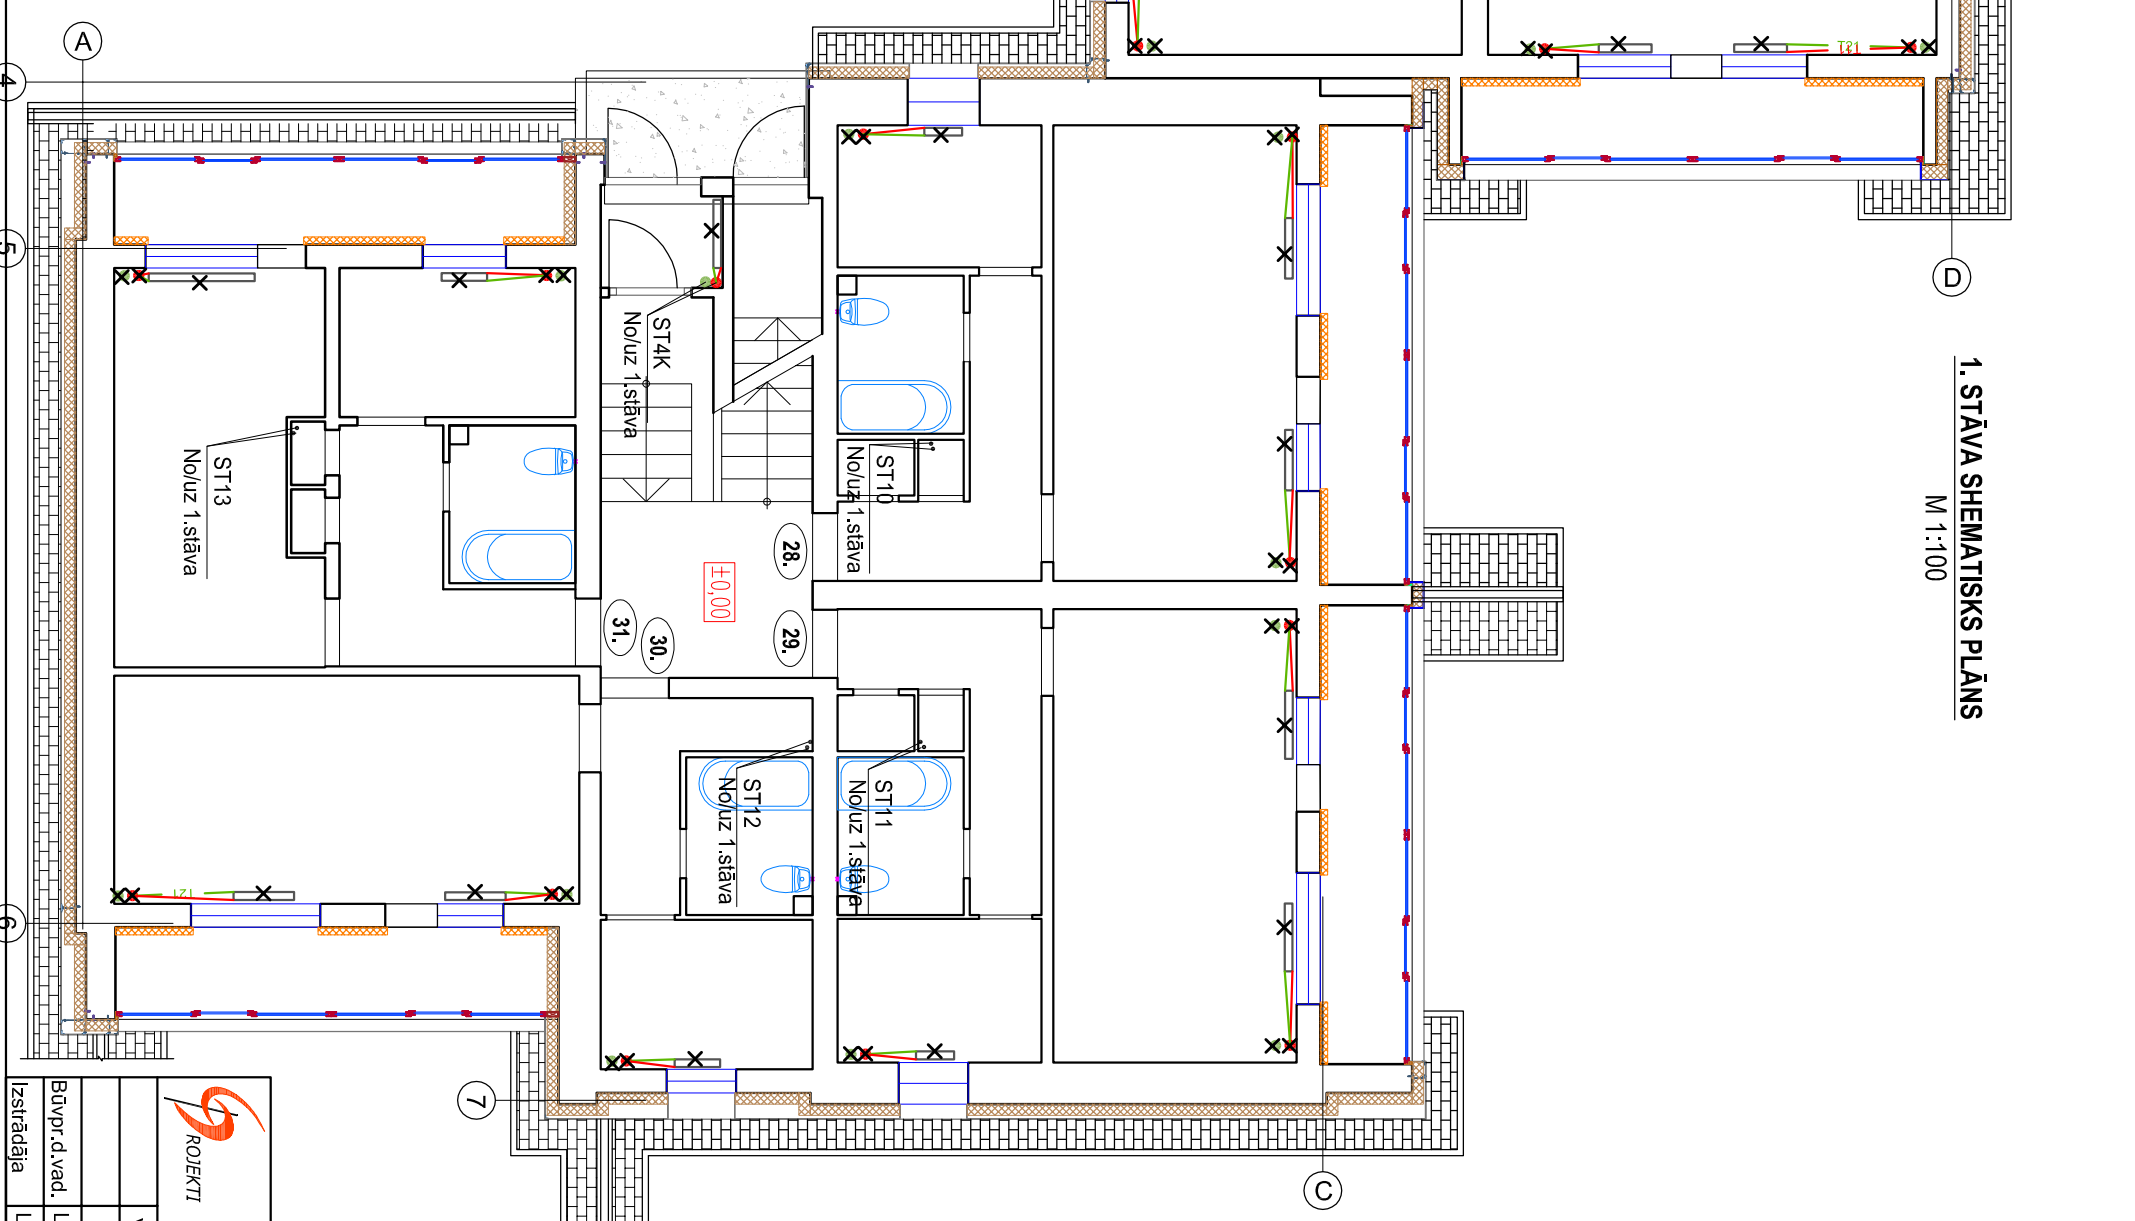 1. STĀVA SHEMATISKS PLĀNS
M 1:100
A
D
C
4
5
6
7
ST4K
No/uz 1.stāva
ST10
No/uz 1.stāva
ST13
No/uz 1.stāva
ST12
No/uz 1.stāva
ST11
No/uz 1.stāva
28.
29.
30.
31.
±0,00
121
121
ROJEKTI
Būvpr.d.vad.
Izstrādāja